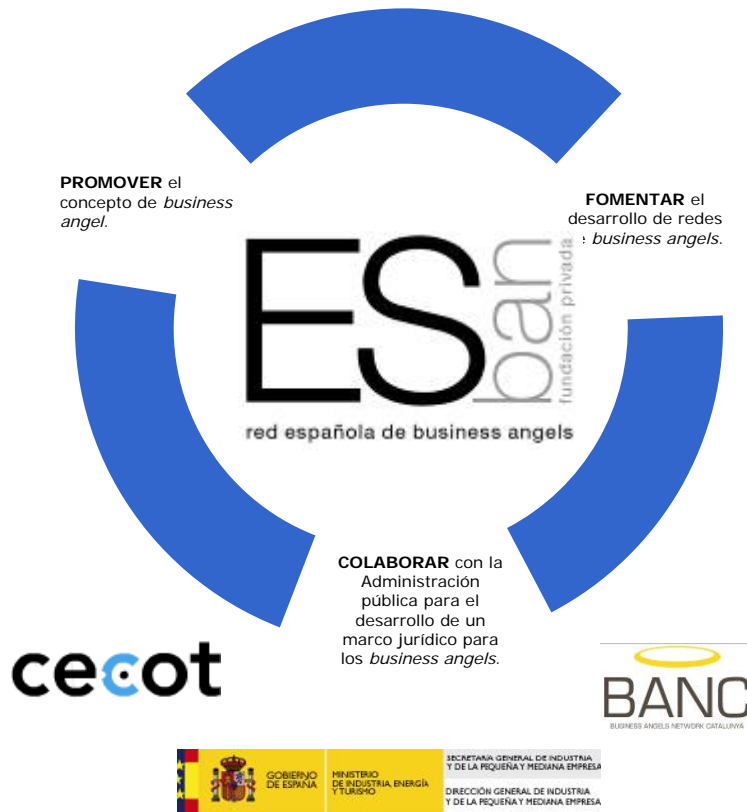 PROMOVER el
concepto de business
angel.
FOMENTAR el
desarrollo de redes
business angels.
ES
ban
fundación privada
red española de business angels
COLABORAR con la
Administración
pública para el
desarrollo de un
marco jurídico para
los business angels.
cecot
BANC
BUSINESS ANGELS NETWORK CATALUNYA
GOBIERNO
DE ESPAÑA
MINISTERIO
DE INDUSTRIA, ENERGÍA
Y TURISMO
SECRETARIA GENERAL DE INDUSTRIA
Y DE LA PEQUEÑA Y MEDIANA EMPRESA
DIRECCIÓN GENERAL DE INDUSTRIA
Y DE LA PEQUEÑA Y MEDIANA EMPRESA